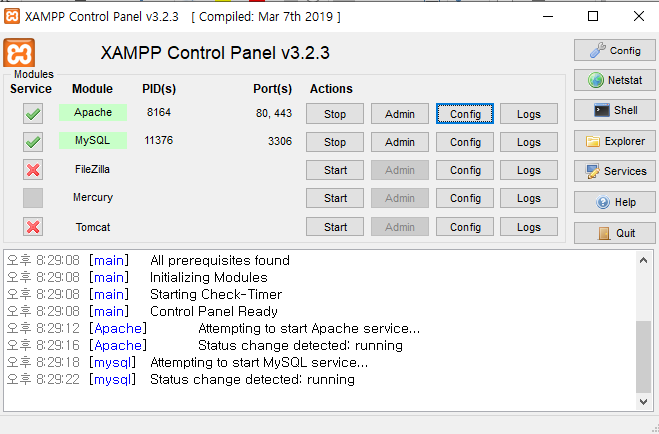 XAMPP Control Panel v3.2.3 [ Compiled: Mar 7th 2019 ]
XAMPP Control Panel v3.2.3
Config
Modules
Service Module PID(s) Port(s) Actions
Netstat
Apache 8164 80, 443 Stop Admin Config Logs
Shell
MySQL 11376 3306 Stop Admin Config Logs
Explorer
FileZilla Start Admin Config Logs
Services
Mercury Start Admin Config Logs
Help
Tomcat Start Admin Config Logs
Quit
오후 8:29:08 [main] All prerequisites found
오후 8:29:08 [main] Initializing Modules
오후 8:29:08 [main] Starting Check-Timer
오후 8:29:08 [main] Control Panel Ready
오후 8:29:12 [Apache] Attempting to start Apache service...
오후 8:29:16 [Apache] Status change detected: running
오후 8:29:18 [mysql] Attempting to start MySQL service...
오후 8:29:22 [mysql] Status change detected: running